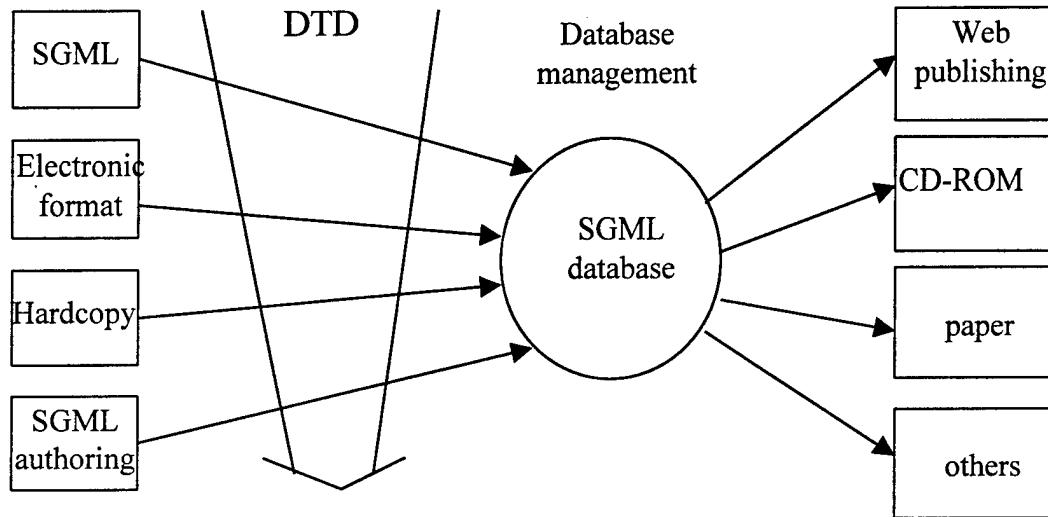 SGML
Electronic
format
Hardcopy
SGML
authoring
DTD
Database
management
SGML
database
Web
publishing
CD-ROM
paper
others